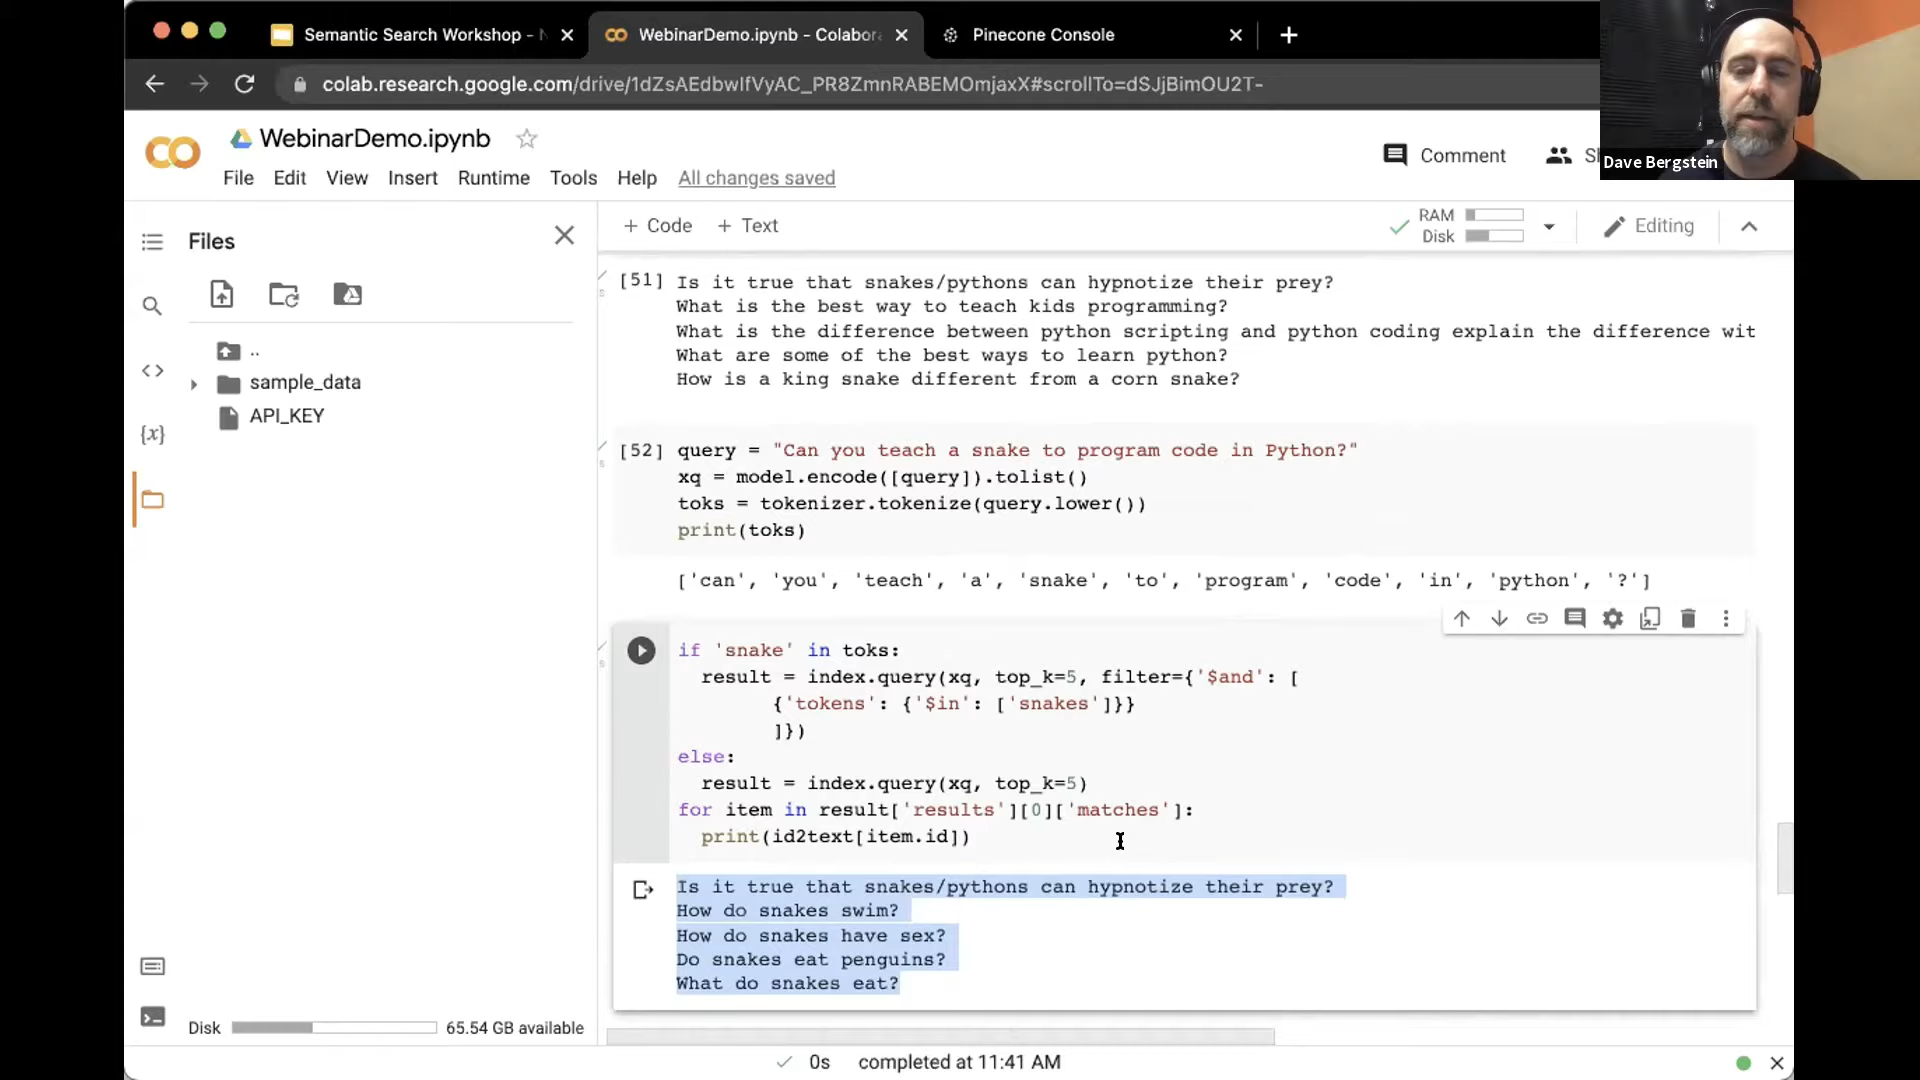 Semantic Search Workshop -
WebinarDemo.ipynb - Colabor
Pinecone Console
colab.research.google.com/drive/1dZsAEdbwIfVyAC_PR8ZmnRABEMOmjaxX#scrollTo=dSJjBimOU2T-
Dave Bergstein
WebinarDemo.ipynb
Comment
File Edit View Insert Runtime Tools Help All changes saved
Files
+ Code + Text
RAM
Disk
Editing
..
sample_data
API_KEY
{x}
[51] Is it true that snakes/pythons can hypnotize their prey?
What is the best way to teach kids programming?
What is the difference between python scripting and python coding explain the difference wit
What are some of the best ways to learn python?
How is a king snake different from a corn snake?
[52] query = "Can you teach a snake to program code in Python?"
xq = model.encode([query]).tolist()
toks = tokenizer.tokenize(query.lower())
print(toks)
['can', 'you', 'teach', 'a', 'snake', 'to', 'program', 'code', 'in', 'python', '?']
if 'snake' in toks:
result = index.query(xq, top_k=5, filter={'$and': [
{'tokens': {'$in': ['snakes']}}
]})
else:
result = index.query(xq, top_k=5)
for item in result['results'][0]['matches']:
print(id2text[item.id])
Is it true that snakes/pythons can hypnotize their prey?
How do snakes swim?
How do snakes have sex?
Do snakes eat penguins?
What do snakes eat?
Disk 65.54 GB available
0s completed at 11:41 AM